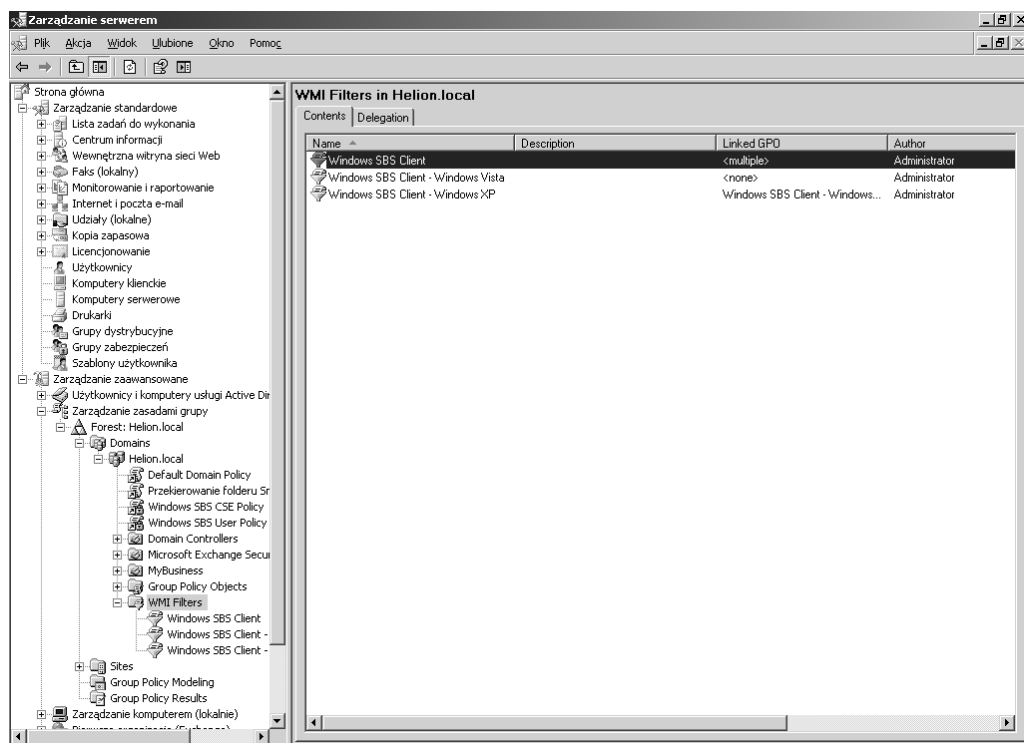 Zarządzanie serwerem
Plik Akcja Widok Ulubione Okno Pomoc
Strona główna
Zarządzanie standardowe
Lista zadań do wykonania
Centrum informacji
Wewnętrzna witryna sieci Web
Faks (lokalny)
Monitorowanie i raportowanie
Internet i poczta e-mail
Udziały (lokalne)
Kopia zapasowa
Licencjonowanie
Użytkownicy
Komputery klienckie
Komputery serwerowe
Drukarki
Grupy dystrybucyjne
Grupy zabezpieczeń
Szablony użytkownika
Zarządzanie zaawansowane
Użytkownicy i komputery usługi Active Dir
Zarządzanie zasadami grupy
Forest: Helion.local
Domains
Helion.local
Default Domain Policy
Przekierowanie folderu Sr
Windows SBS CSE Policy
Windows SBS User Policy
Domain Controllers
Microsoft Exchange Secur
MyBusiness
Group Policy Objects
WMI Filters
Windows SBS Client
Windows SBS Client -
Windows SBS Client -
Sites
Group Policy Modeling
Group Policy Results
Zarządzanie komputerem (lokalnie)
WMI Filters in Helion.local
Contents Delegation
Name Description Linked GPO Author
Windows SBS Client <multiple> Administrator
Windows SBS Client - Windows Vista <none> Administrator
Windows SBS Client - Windows XP Windows SBS Client - Windows... Administrator